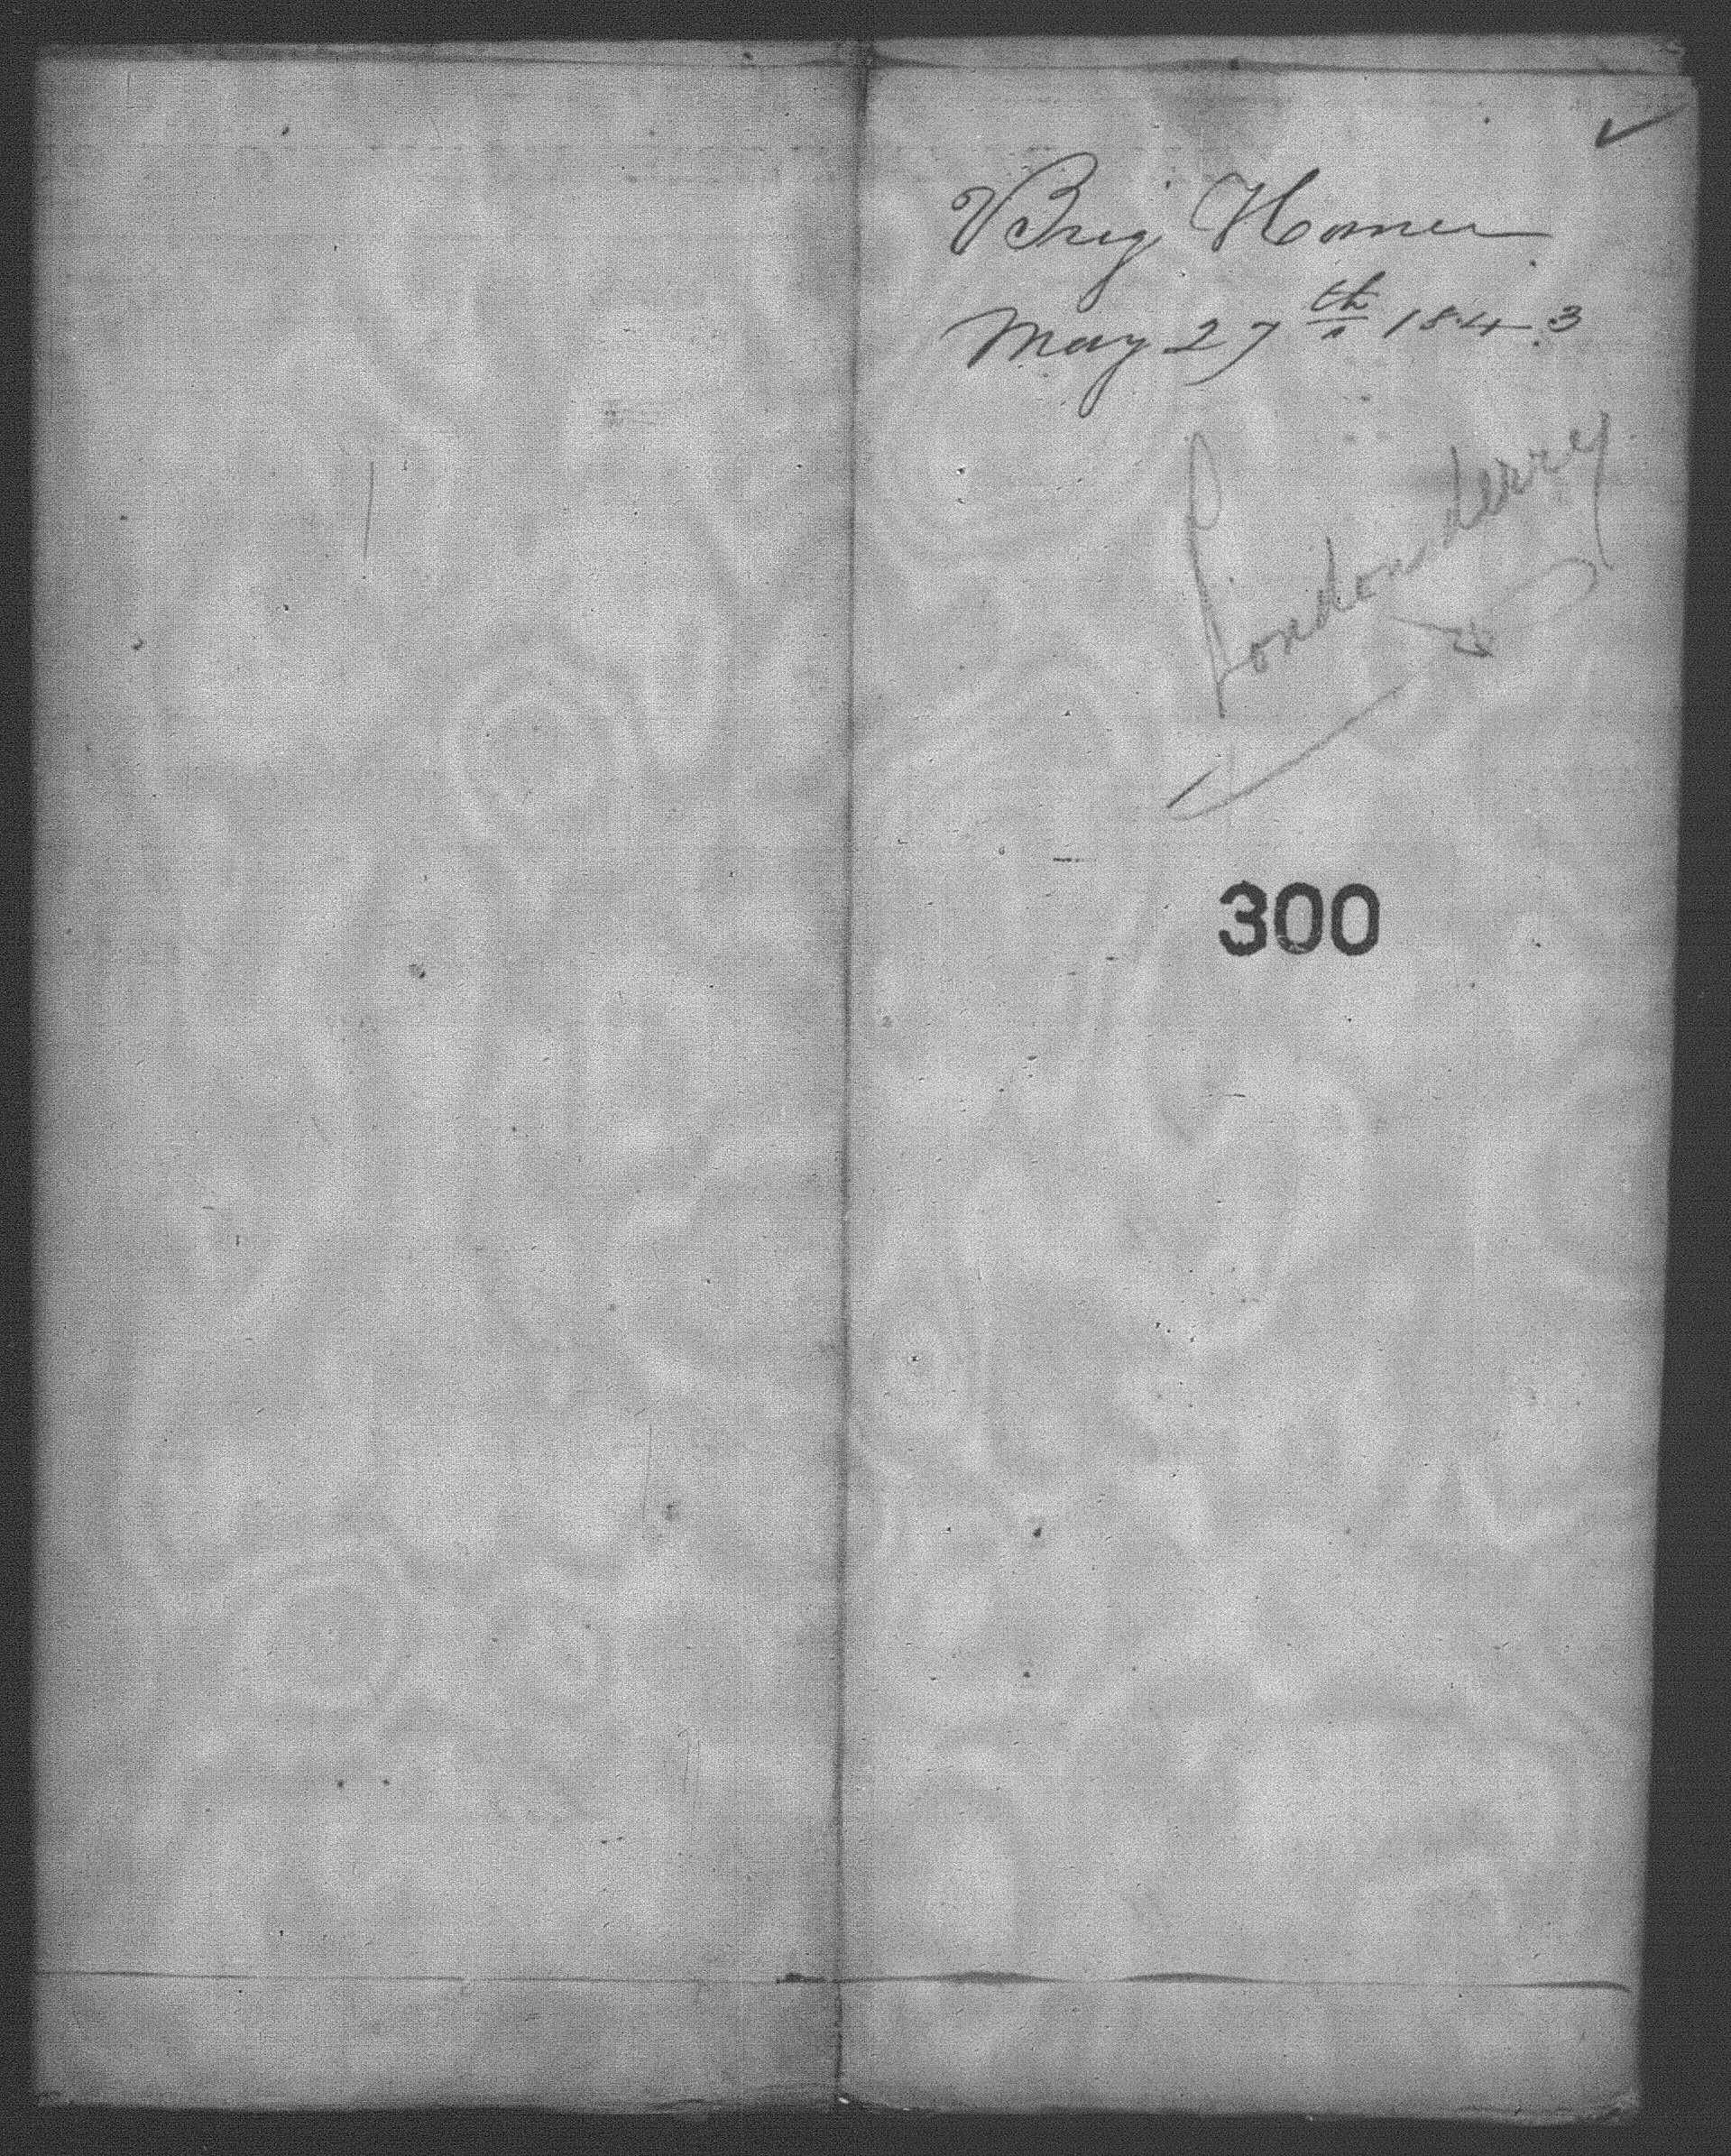 Brig Homer
May 27th 1843
Londonderry
300